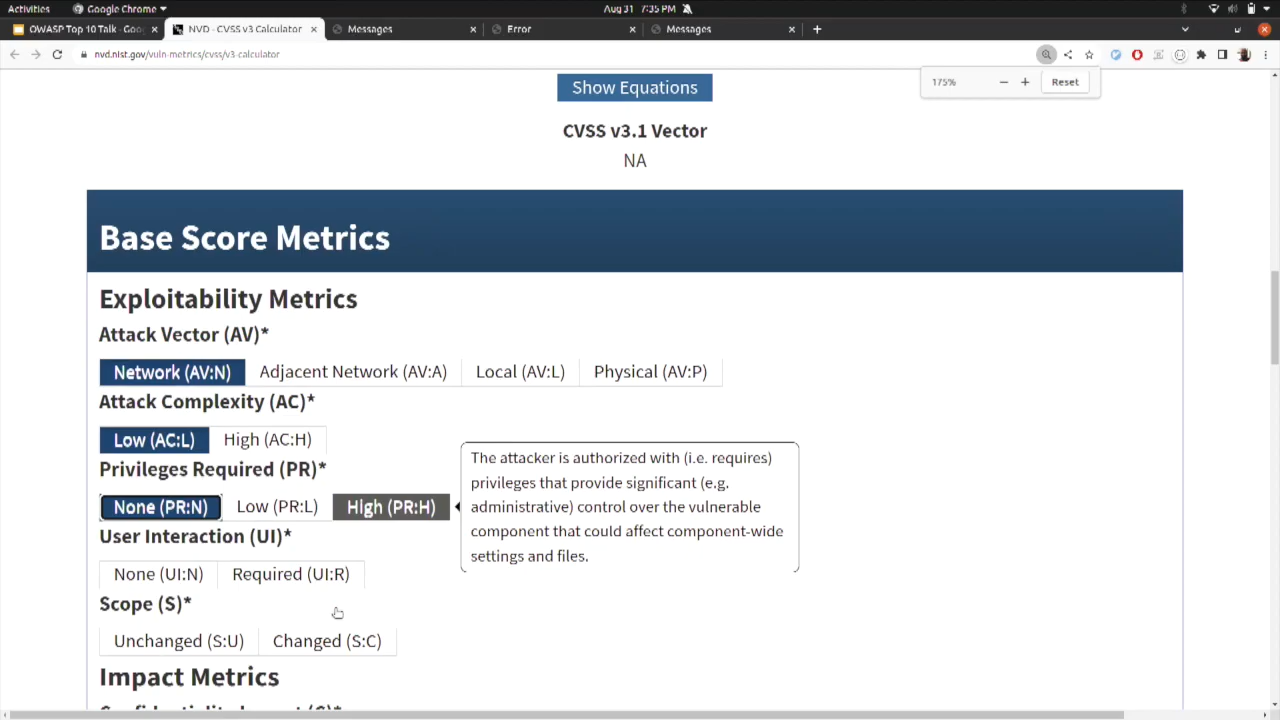 Activities
Google Chrome
Aug 31 7:35 PM
OWASP Top 10 Talk - Goo
NVD - CVSS v3 Calculator
Messages
Error
Messages
nvd.nist.gov/vuln-metrics/cvss/v3-calculator
175%
Reset
Show Equations
CVSS v3.1 Vector
NA
Base Score Metrics
Exploitability Metrics
Attack Vector (AV)*
Network (AV:N) Adjacent Network (AV:A) Local (AV:L) Physical (AV:P)
Attack Complexity (AC)*
Low (AC:L) High (AC:H)
Privileges Required (PR)*
None (PR:N) Low (PR:L) High (PR:H)
The attacker is authorized with (i.e. requires)
privileges that provide significant (e.g.
administrative) control over the vulnerable
component that could affect component-wide
settings and files.
User Interaction (UI)*
None (UI:N) Required (UI:R)
Scope (S)*
Unchanged (S:U) Changed (S:C)
Impact Metrics